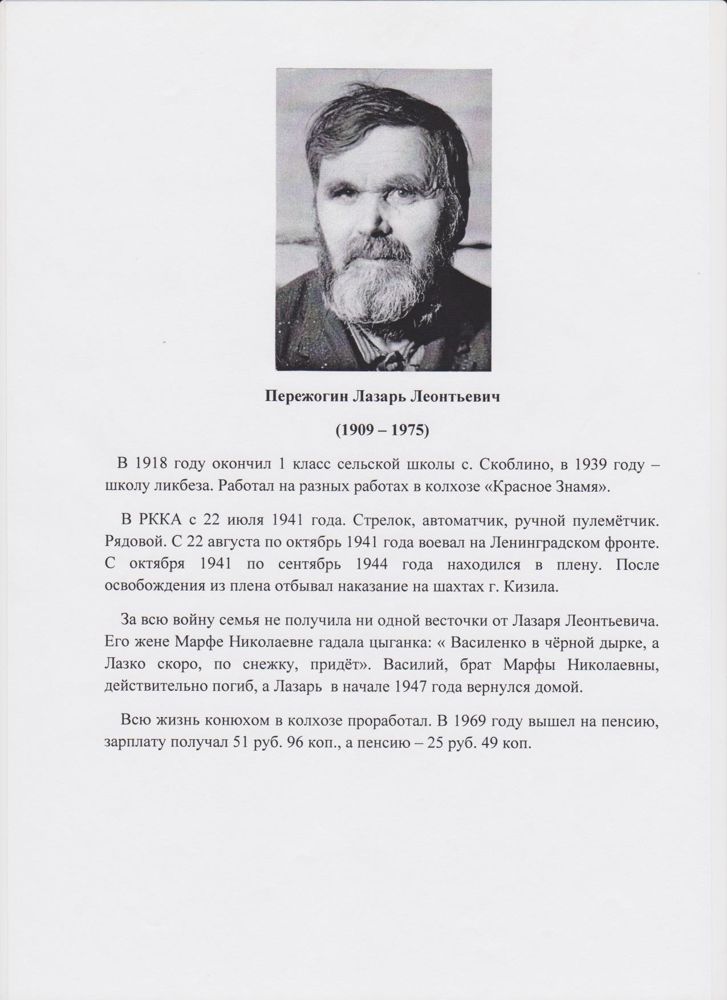 Пережогин Лазарь Леонтьевич
(1909 – 1975)
В 1918 году окончил 1 класс сельской школы с. Скоблино, в 1939 году –
школу ликбеза. Работал на разных работах в колхозе «Красное Знамя».
В РККА с 22 июля 1941 года. Стрелок, автоматчик, ручной пулемётчик.
Рядовой. С 22 августа по октябрь 1941 года воевал на Ленинградском фронте.
С октября 1941 по сентябрь 1944 года находился в плену. После
освобождения из плена отбывал наказание на шахтах г. Кизила.
За всю войну семья не получила ни одной весточки от Лазаря Леонтьевича.
Его жене Марфе Николаевне гадала цыганка: « Василенко в чёрной дырке, а
Лазко скоро, по снежку, придёт». Василий, брат Марфы Николаевны,
действительно погиб, а Лазарь  в начале 1947 года вернулся домой.
Всю жизнь конюхом в колхозе проработал. В 1969 году вышел на пенсию,
зарплату получал 51 руб. 96 коп., а пенсию – 25 руб. 49 коп.